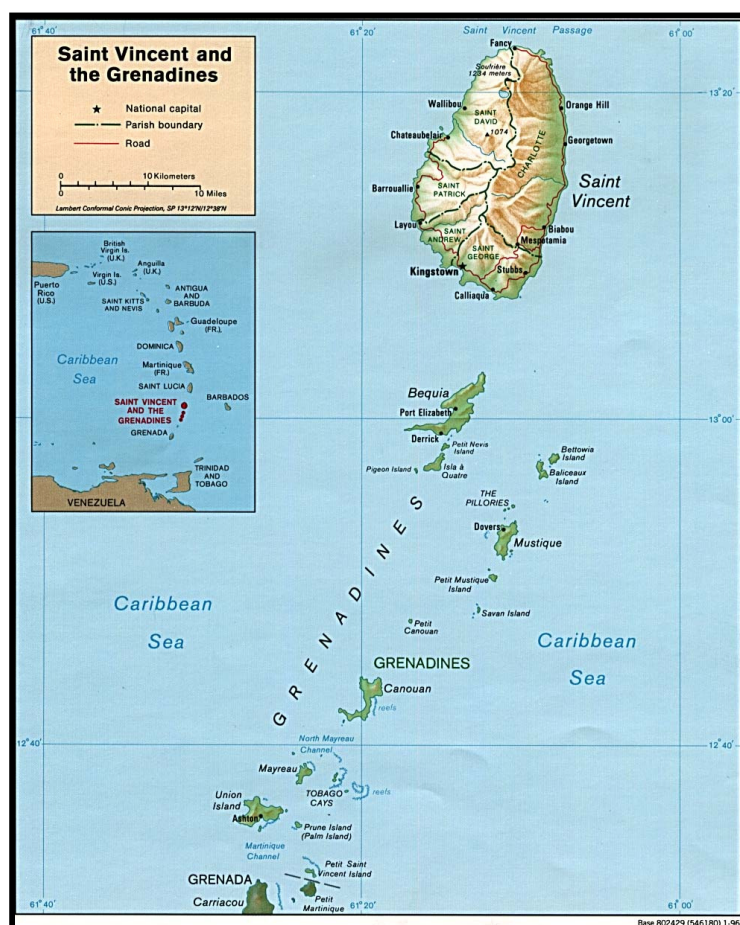 61°40'
61°20'
61°00'
Saint Vincent and
the Grenadines
National capital
Parish boundary
Road
0 10 Kilometers
0 10 Miles
Lambert Conformal Conic Projection, SP 13°12'N/12°38'N
British
Virgin Is.
(U.K.)
Anguilla
(U.K.)
Puerto
Rico
(U.S.)
Virgin Is.
(U.S.)
SAINT KITTS
AND NEVIS
ANTIGUA
AND
BARBUDA
Guadeloupe
(FR.)
DOMINICA
Caribbean
Sea
Martinique
(FR.)
SAINT LUCIA
SAINT VINCENT
AND THE
GRENADINES
BARBADOS
GRENADA
TRINIDAD
AND
TOBAGO
VENEZUELA
Saint Vincent Passage
Fancy
Soufrière
1234 meters
13°20'
Wallibou
Orange Hill
SAINT
DAVID
1074
Chateaubelair
Georgetown
CHARLOTTE
Barrouallie
SAINT
PATRICK
Saint
Vincent
Layou
SAINT
ANDREW
SAINT
GEORGE
Biabou
Mesopotamia
Kingstown
Stubbs
Calliaqua
Bequia
Port Elizabeth
13°00'
Derrick
Petit Nevis
Island
Pigeon Island
Isla à
Quatre
Bettowia
Island
Baliceaux
Island
THE
PILLORIES
Dovers
Mustique
Petit Mustique
Island
Savan Island
Petit
Canouan
GRENADINES
Caribbean
Sea
Caribbean
Sea
GRENADINES
Canouan
reefs
12°40'
12°40'
North Mayreau
Channel
Mayreau
TOBAGO
CAYS
reefs
Union
Island
Ashton
Prune Island
(Palm Island)
Martinique
Channel
Petit Saint
Vincent Island
GRENADA
Carriacou
Petit
Martinique
61°40'
61°20'
61°00'
Base 802429 (546180) 1-96